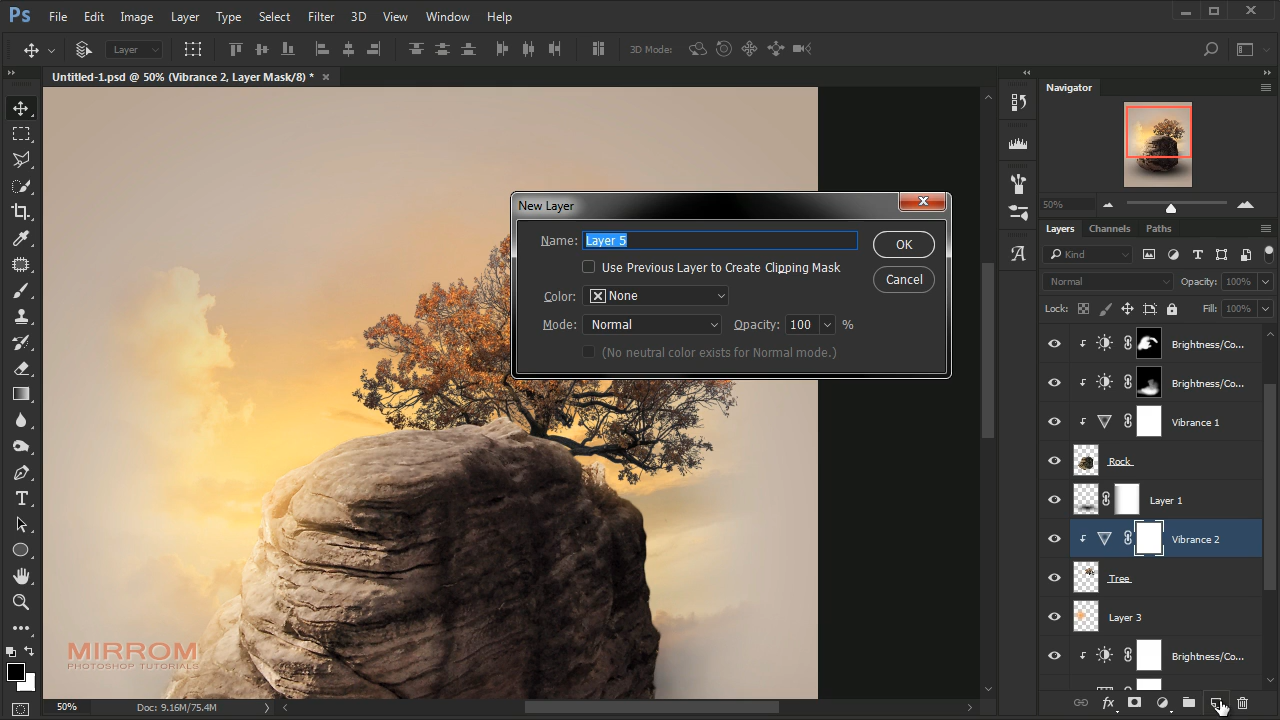 Ps File Edit Image Layer Type Select Filter 3D View Window Help
Layer 3D Mode:
Untitled-1.psd @ 50% (Vibrance 2, Layer Mask/8) *
Navigator
50%
Layers Channels Paths
Kind
Normal Opacity: 100%
Lock: Fill: 100%
Brightness/Co...
Brightness/Co...
Vibrance 1
Rock
Layer 1
Vibrance 2
Tree
Layer 3
Brightness/Co...
New Layer
Name: Layer 5 OK
Use Previous Layer to Create Clipping Mask
Cancel
Color: None
Mode: Normal Opacity: 100 %
(No neutral color exists for Normal mode.)
MIRROM
PHOTOSHOP TUTORIALS
50% Doc: 9.16M/75.4M